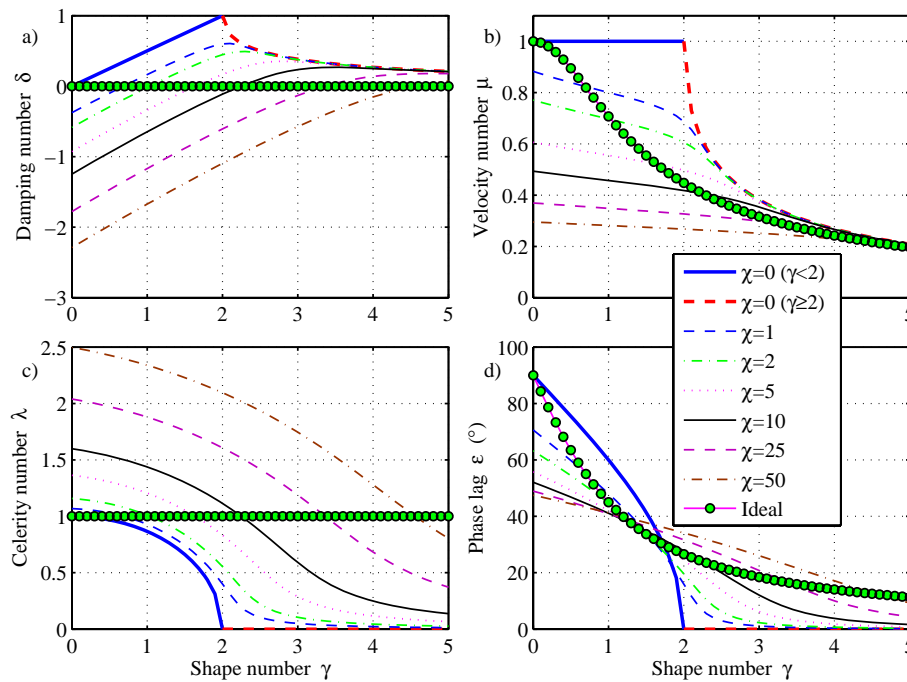 a)
Damping number δ
1
0
−1
−2
−3
0 1 2 3 4 5
b)
Velocity number μ
1
0.8
0.6
0.4
0.2
0
0 1 2 5
χ=0 (γ<2)
χ=0 (γ≥2)
χ=1
χ=2
χ=5
χ=10
χ=25
χ=50
Ideal
c)
Celerity number λ
2.5
2
1.5
1
0.5
0
0 1 2 3 4 5
Shape number γ
d)
Phase lag ε (°)
100
80
60
40
20
0
0 1 2 3 4 5
Shape number γ